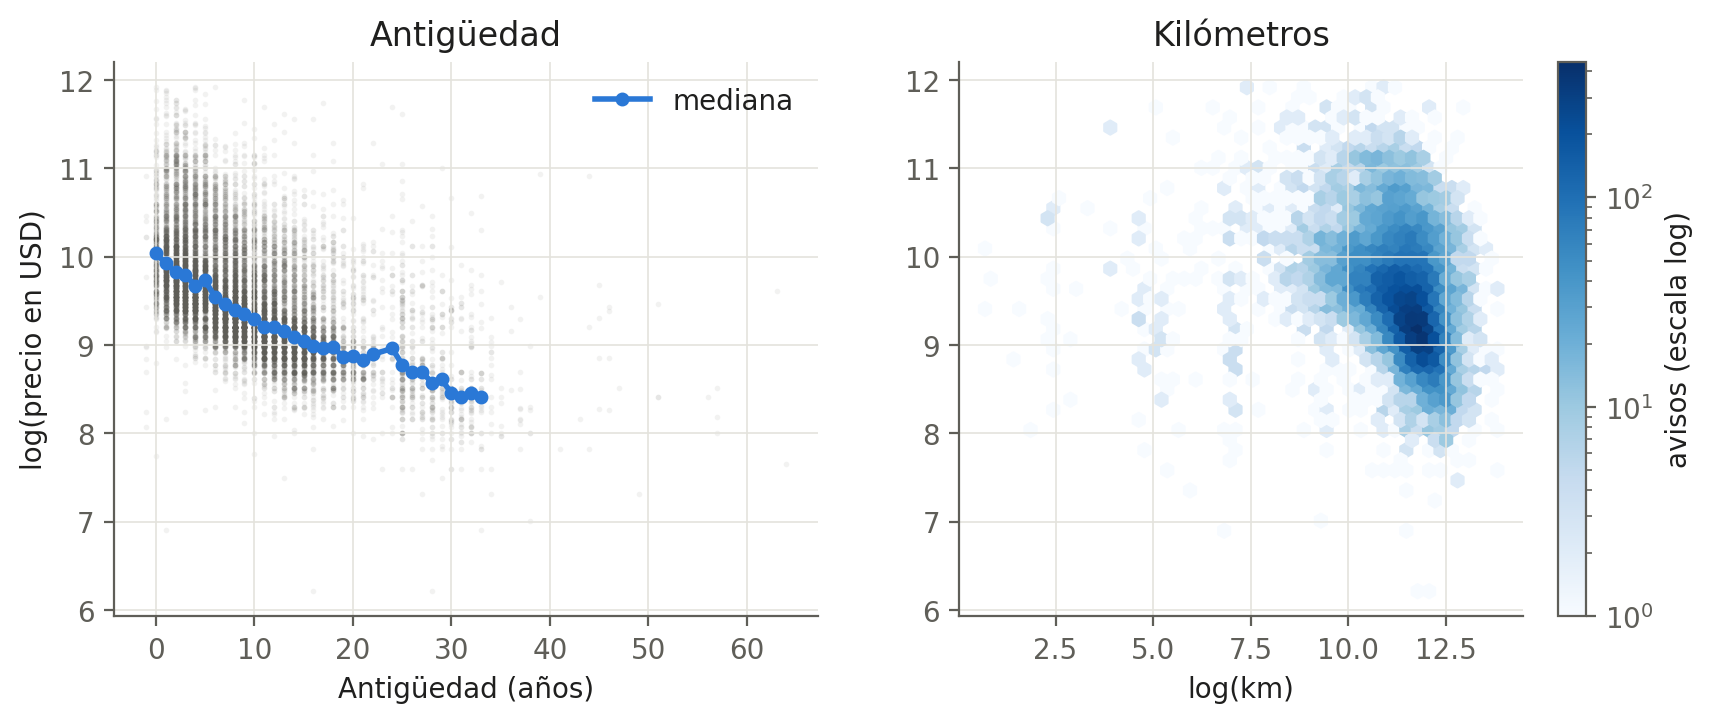 Antigüedad
mediana
log(precio en USD)
12
11
10
9
8
7
6
0 10 20 30 40 50 60
Antigüedad (años)
Kilómetros
12
11
10
9
8
7
6
2.5 5.0 7.5 10.0 12.5
log(km)
10²
10¹
10⁰
avisos (escala log)